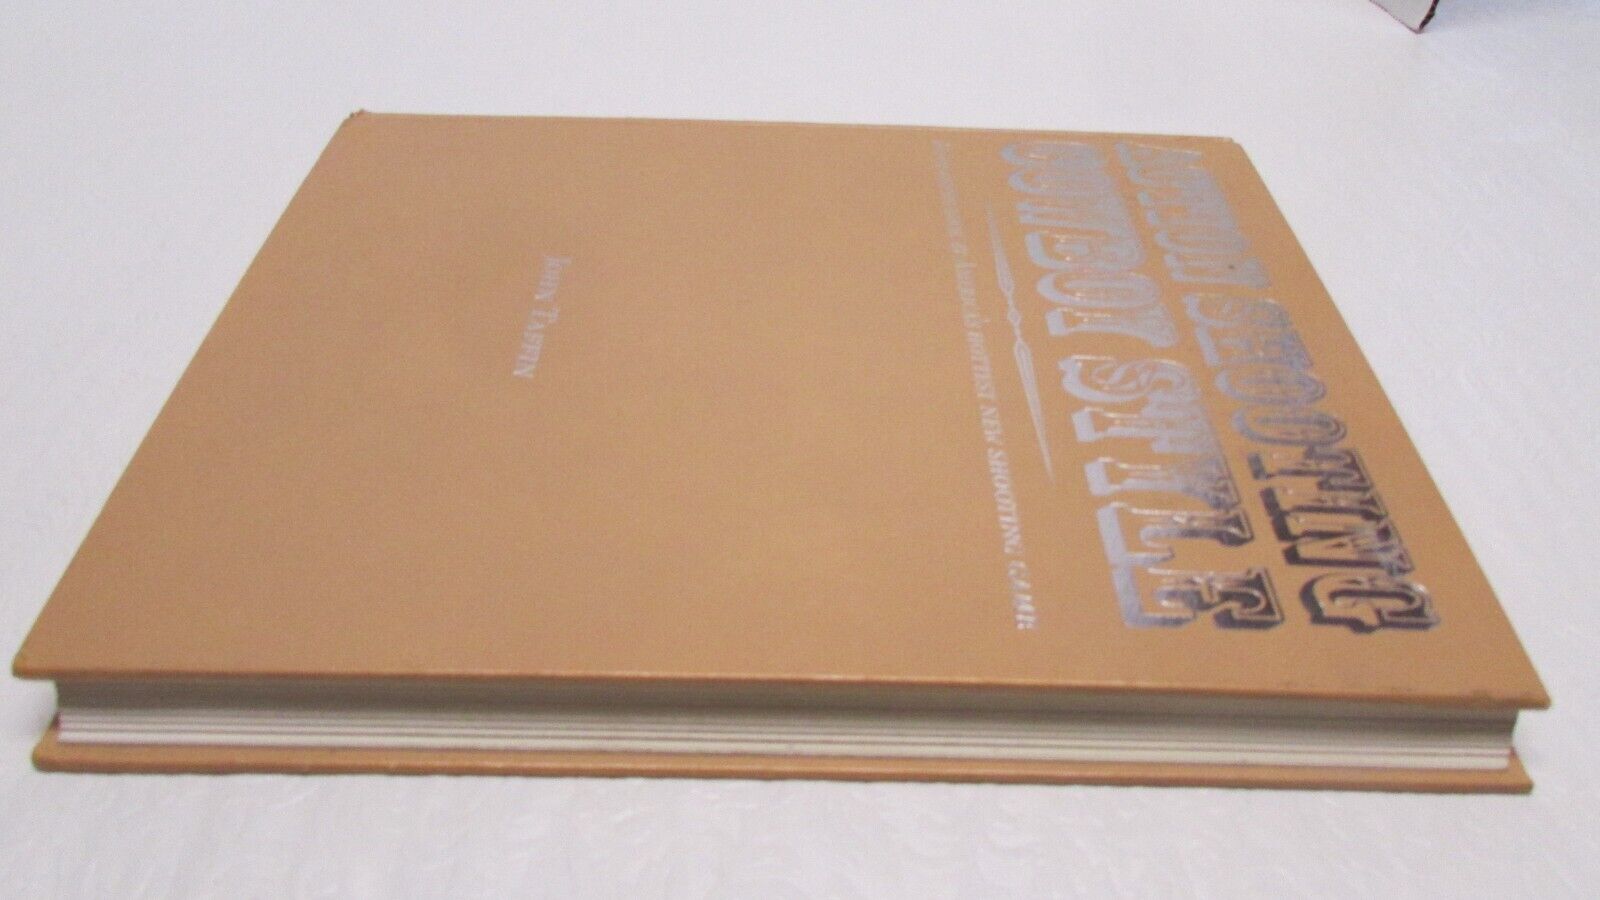 ACTION SHOOTING
COWBOY STYLE
AMERICA'S HOTTEST NEW SHOOTING GAME
JOHN TAFFIN